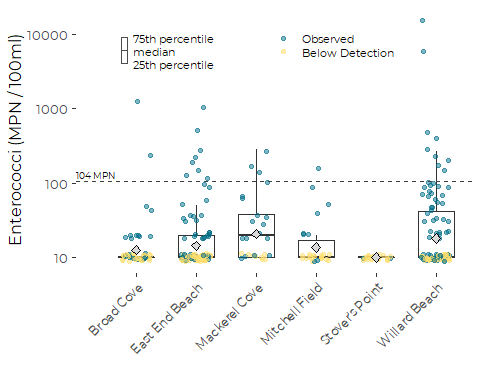 Enterococci (MPN / 100ml)
10000
1000
100
10
75th percentile
median
25th percentile
Observed
Below Detection
104 MPN
Broad Cove
East End Beach
Mackerel Cove
Mitchell Field
Stover's Point
Willard Beach